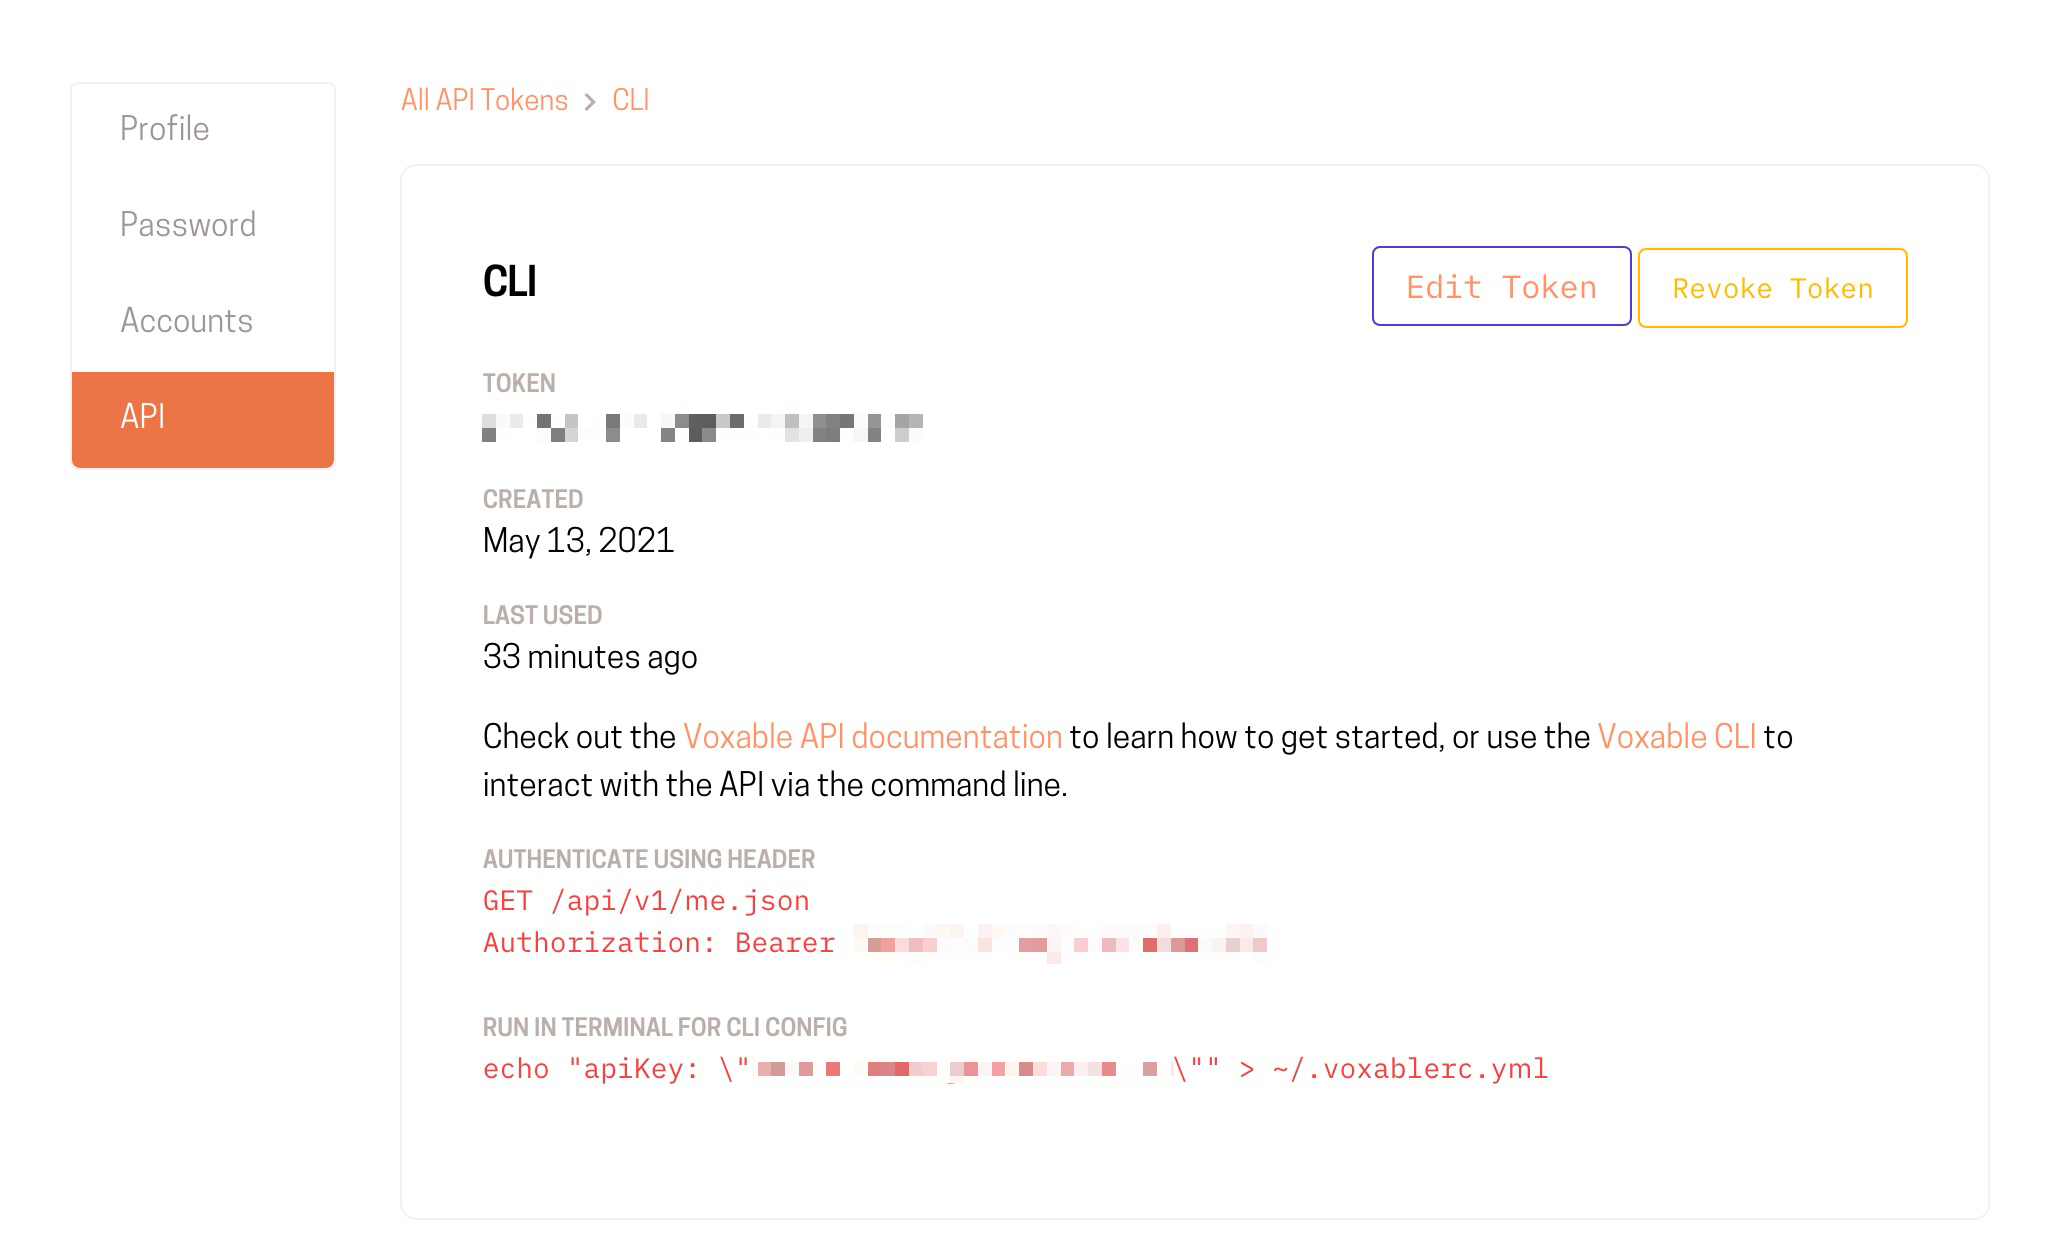 Profile
Password
Accounts
API
All API Tokens > CLI
CLI
Edit Token
Revoke Token
TOKEN
CREATED
May 13, 2021
LAST USED
33 minutes ago
Check out the Voxable API documentation to learn how to get started, or use the Voxable CLI to
interact with the API via the command line.
AUTHENTICATE USING HEADER
GET /api/v1/me.json
Authorization: Bearer
RUN IN TERMINAL FOR CLI CONFIG
echo "apiKey: \"\"" > ~/.voxablerc.yml